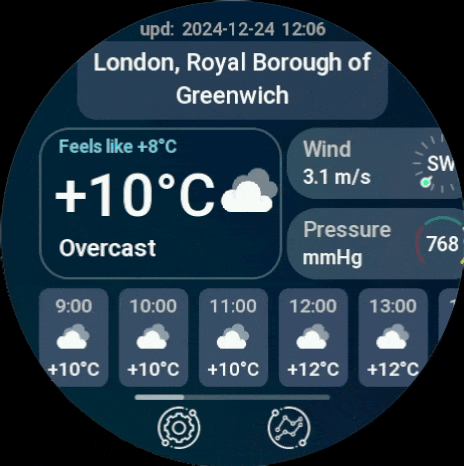 upd: 2024-12-24 12:06
London, Royal Borough of
Greenwich
Feels like +8°C
+10°C
Overcast
Wind
3.1 m/s
SW
Pressure
mmHg
768
9:00
10:00
11:00
12:00
13:00
+10°C
+10°C
+10°C
+12°C
+12°C